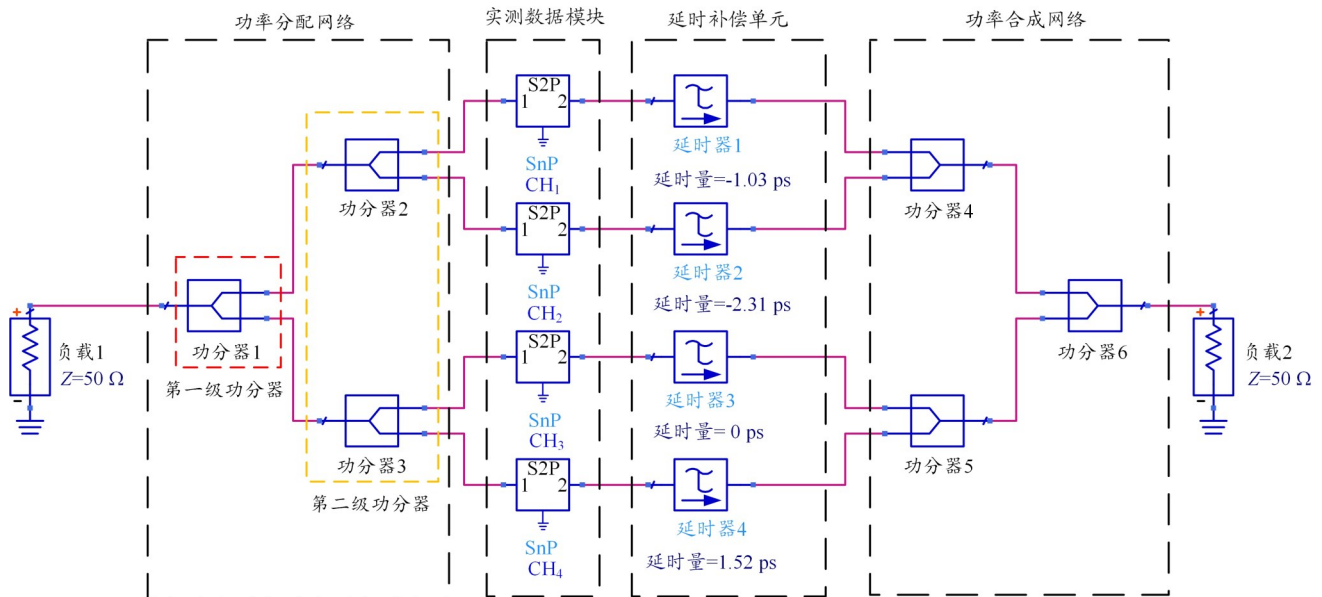 功率分配网络
实测数据模块
延时补偿单元
功率合成网络
S2P
1 2
SnP
CH₁
延时器1
延时量=-1.03 ps
功分器2
功分器4
S2P
1 2
SnP
CH₂
延时器2
延时量=-2.31 ps
+
负载1
Z=50 Ω
-
功分器1
第一级功分器
S2P
1 2
SnP
CH₃
延时器3
延时量= 0 ps
功分器6
+
负载2
Z=50 Ω
-
功分器3
第二级功分器
S2P
1 2
SnP
CH₄
延时器4
延时量=1.52 ps
功分器5